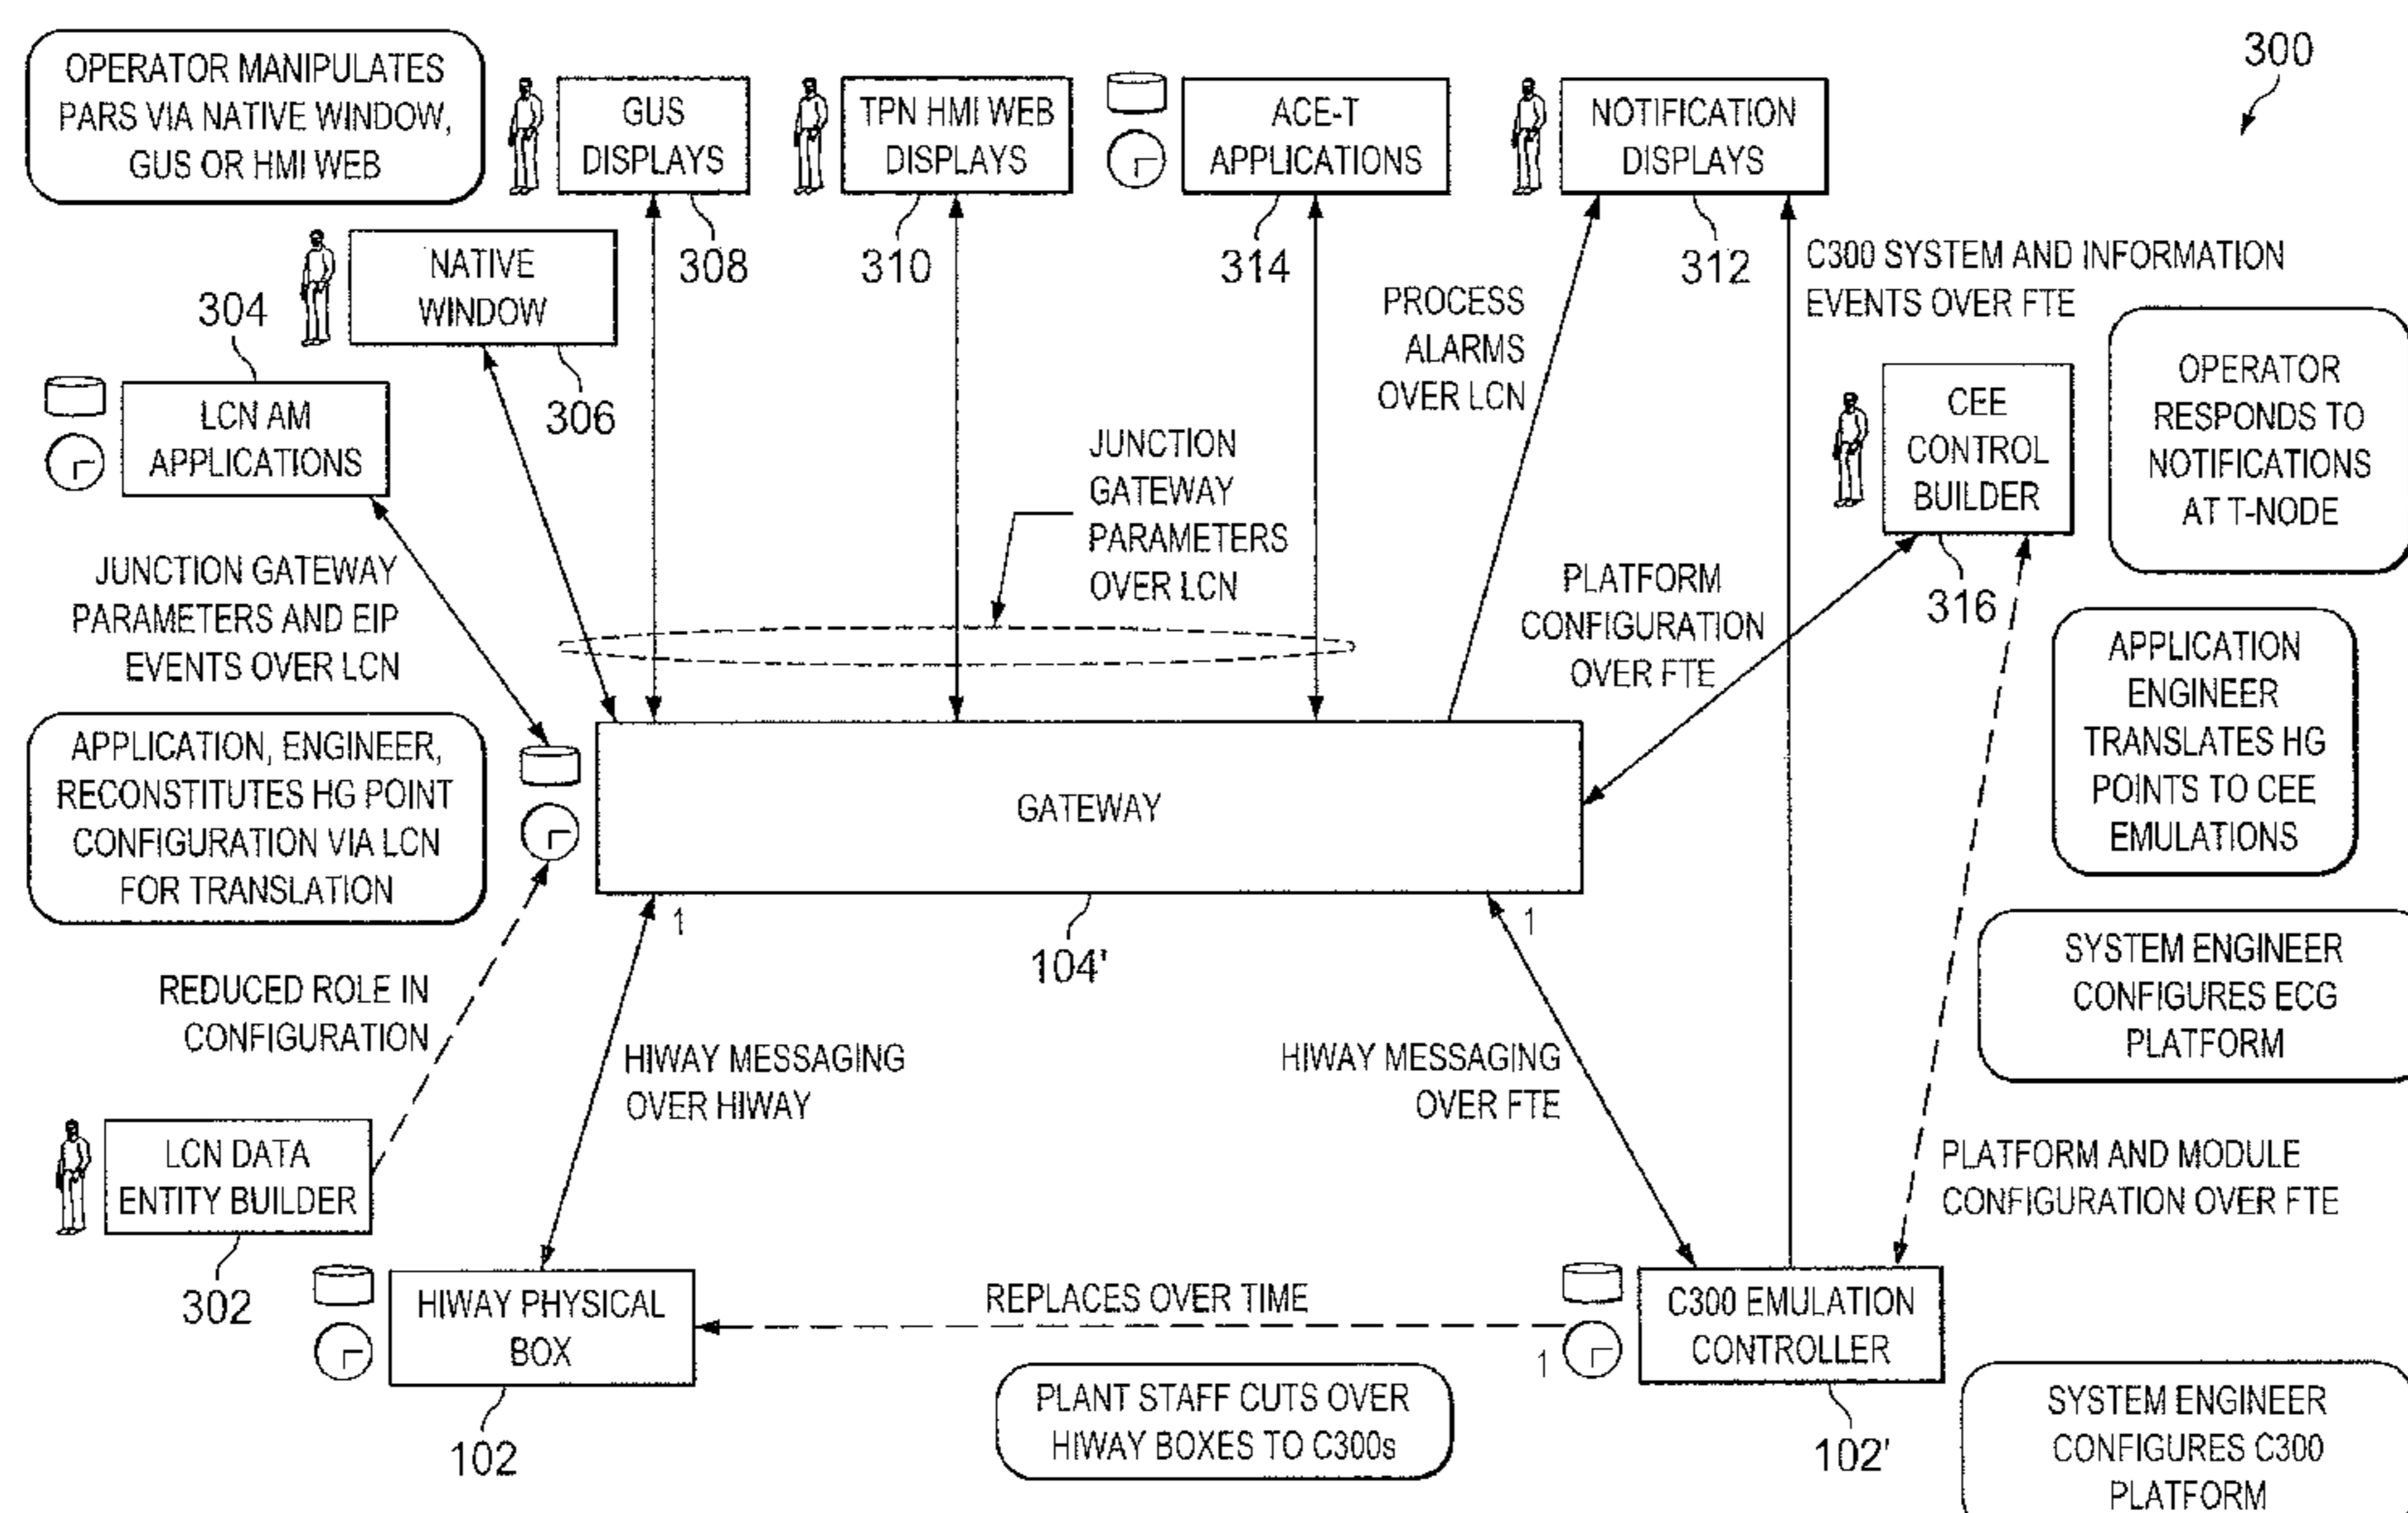 300
OPERATOR MANIPULATES
PARS VIA NATIVE WINDOW,
GUS OR HMI WEB
GUS
DISPLAYS
308
TPN HMI WEB
DISPLAYS
310
ACE-T
APPLICATIONS
314
NOTIFICATION
DISPLAYS
312
NATIVE
WINDOW
306
304
LCN AM
APPLICATIONS
C300 SYSTEM AND INFORMATION
EVENTS OVER FTE
PROCESS
ALARMS
OVER LCN
CEE
CONTROL
BUILDER
316
OPERATOR
RESPONDS TO
NOTIFICATIONS
AT T-NODE
JUNCTION
GATEWAY
PARAMETERS
OVER LCN
JUNCTION GATEWAY
PARAMETERS AND EIP
EVENTS OVER LCN
PLATFORM
CONFIGURATION
OVER FTE
APPLICATION
ENGINEER
TRANSLATES HG
POINTS TO CEE
EMULATIONS
APPLICATION, ENGINEER,
RECONSTITUTES HG POINT
CONFIGURATION VIA LCN
FOR TRANSLATION
GATEWAY
1
1
104'
SYSTEM ENGINEER
CONFIGURES ECG
PLATFORM
REDUCED ROLE IN
CONFIGURATION
HIWAY MESSAGING
OVER HIWAY
HIWAY MESSAGING
OVER FTE
LCN DATA
ENTITY BUILDER
302
PLATFORM AND MODULE
CONFIGURATION OVER FTE
HIWAY PHYSICAL
BOX
102
REPLACES OVER TIME
1
C300 EMULATION
CONTROLLER
102'
PLANT STAFF CUTS OVER
HIWAY BOXES TO C300s
SYSTEM ENGINEER
CONFIGURES C300
PLATFORM